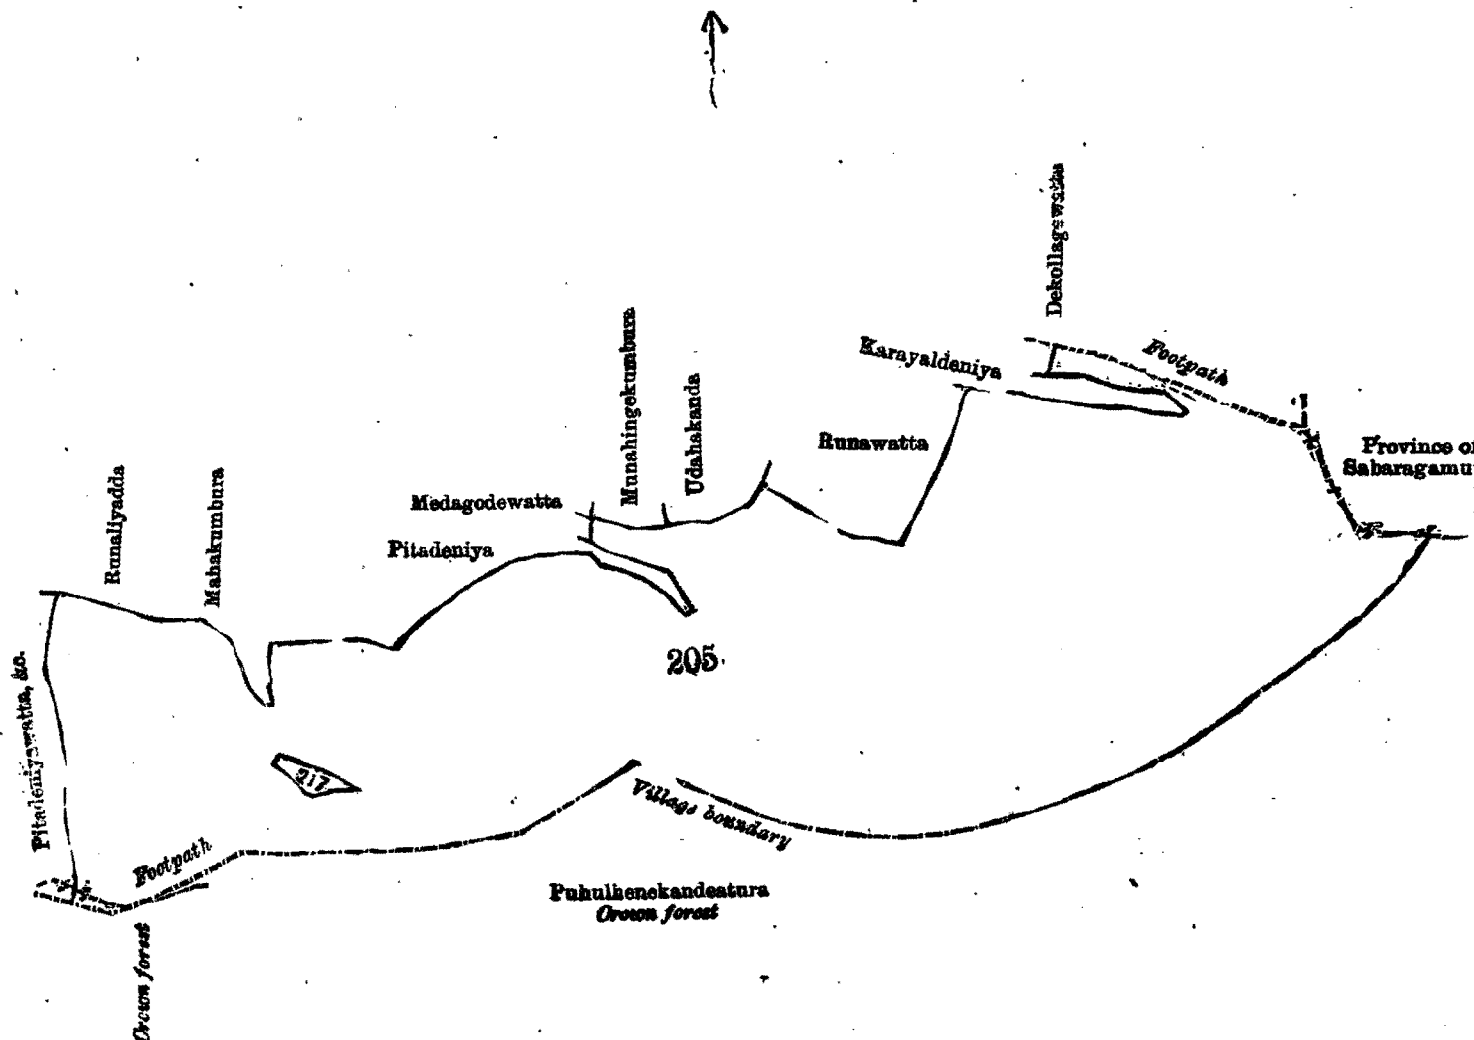 Dekollagewatta
Footpath
Karayaldeniya
Munahingekumbura
Udahakanda
Runawatta
Province of
Sabaragamu
Runaliyadda
Mahakumbura
Medagodewatta
Pitadeniya
205
Pitadeniyawatta, &c.
217
Village boundary
Footpath
Puhulhenekandeatura
Crown forest
Crown forest